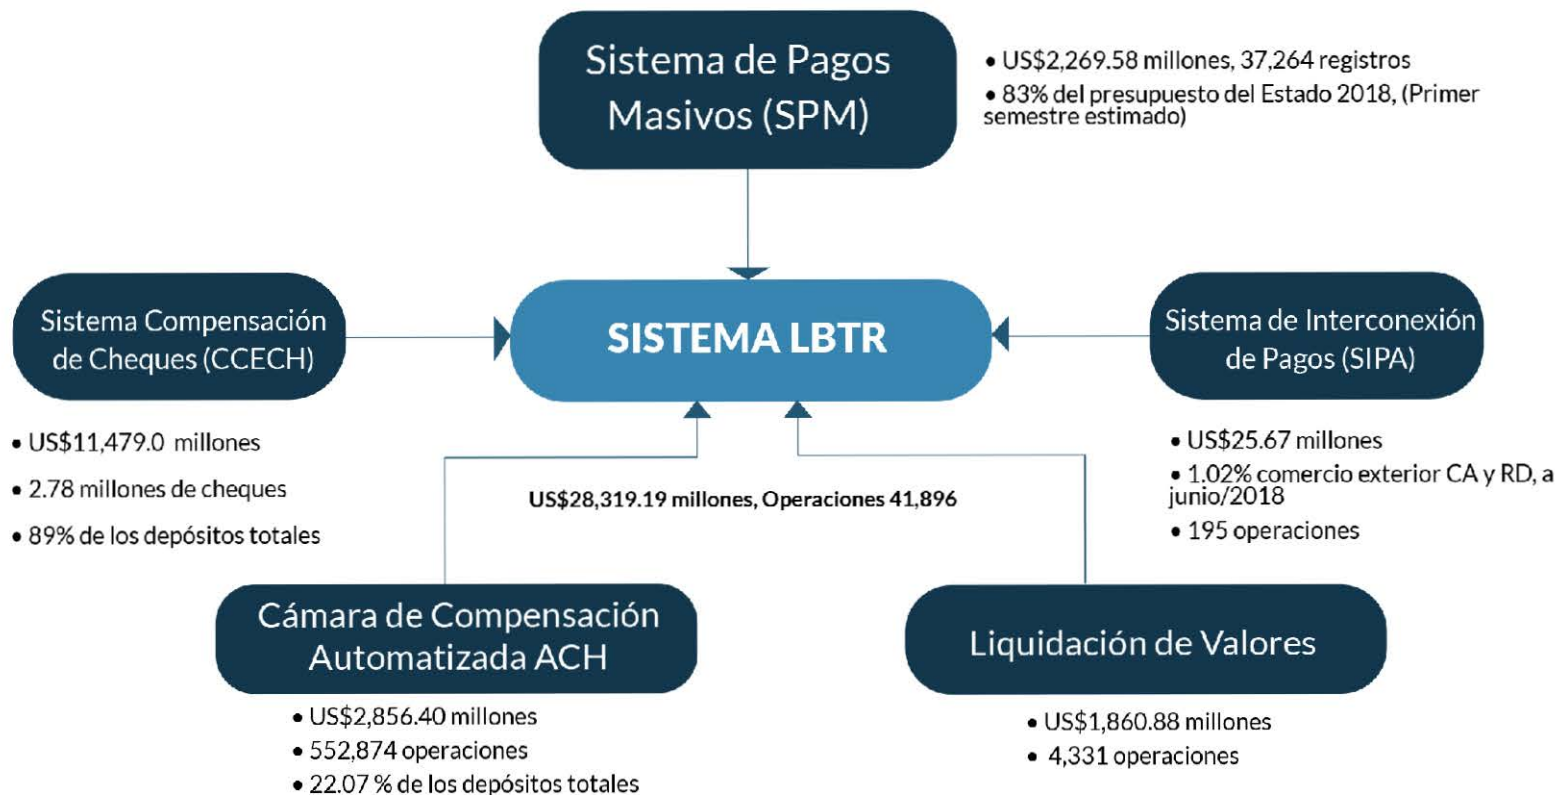 Sistema de Pagos
Masivos (SPM)
• US$2,269.58 millones, 37,264 registros
• 83% del presupuesto del Estado 2018, (Primer
semestre estimado)
Sistema Compensación
de Cheques (CCECH)
SISTEMA LBTR
Sistema de Interconexión
de Pagos (SIPA)
• US$11,479.0 millones
• 2.78 millones de cheques
• 89% de los depósitos totales
US$28,319.19 millones, Operaciones 41,896
• US$25.67 millones
• 1.02% comercio exterior CA y RD, a
junio/2018
• 195 operaciones
Cámara de Compensación
Automatizada ACH
• US$2,856.40 millones
• 552,874 operaciones
• 22.07 % de los depósitos totales
Liquidación de Valores
• US$1,860.88 millones
• 4,331 operaciones